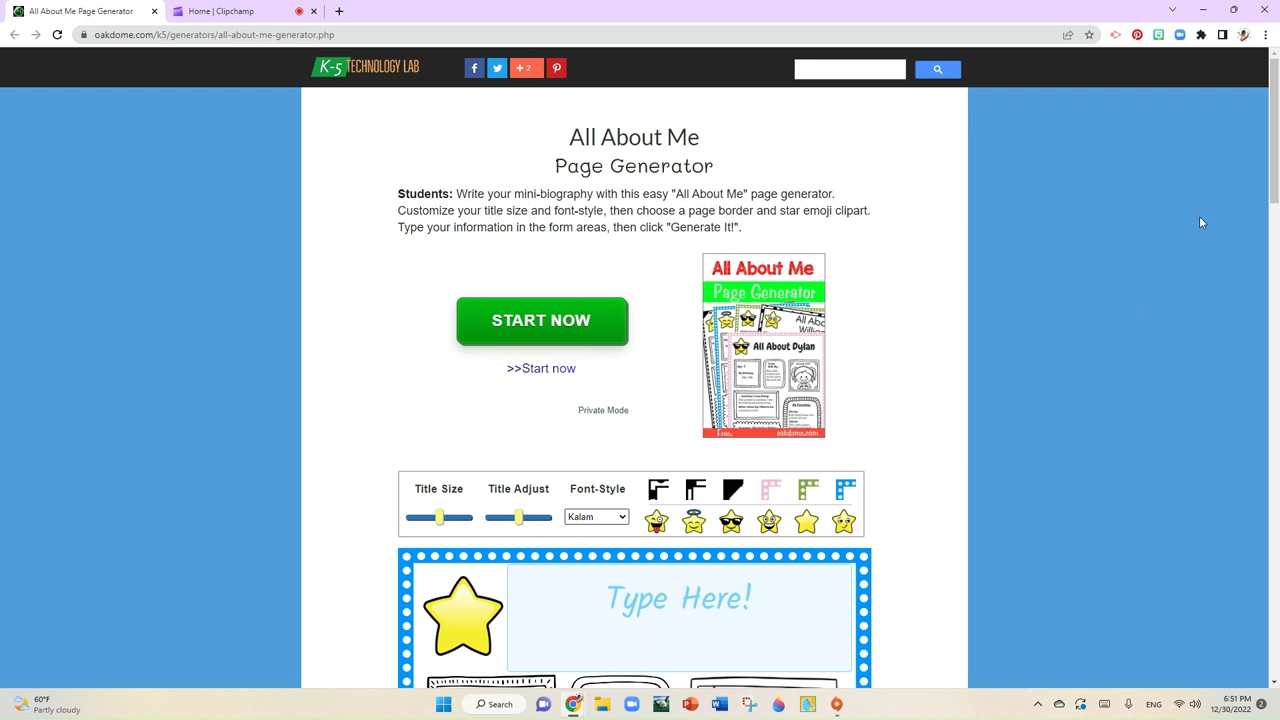 All About Me Page Generator
Home | Clipchamp
oakdome.com/k5/generators/all-about-me-generator.php
K-5 TECHNOLOGY LAB
+ 2
All About Me
Page Generator
Students: Write your mini-biography with this easy "All About Me" page generator.
Customize your title size and font-style, then choose a page border and star emoji clipart.
Type your information in the form areas, then click "Generate It!".
START NOW
>>Start now
Private Mode
All About Me
Page Generator
All About Dylan
Free
oakdome.com
Title Size
Title Adjust
Font-Style
Kalam
Type Here!
60°F
Partly cloudy
Search
ENG
6:51 PM
12/30/2022